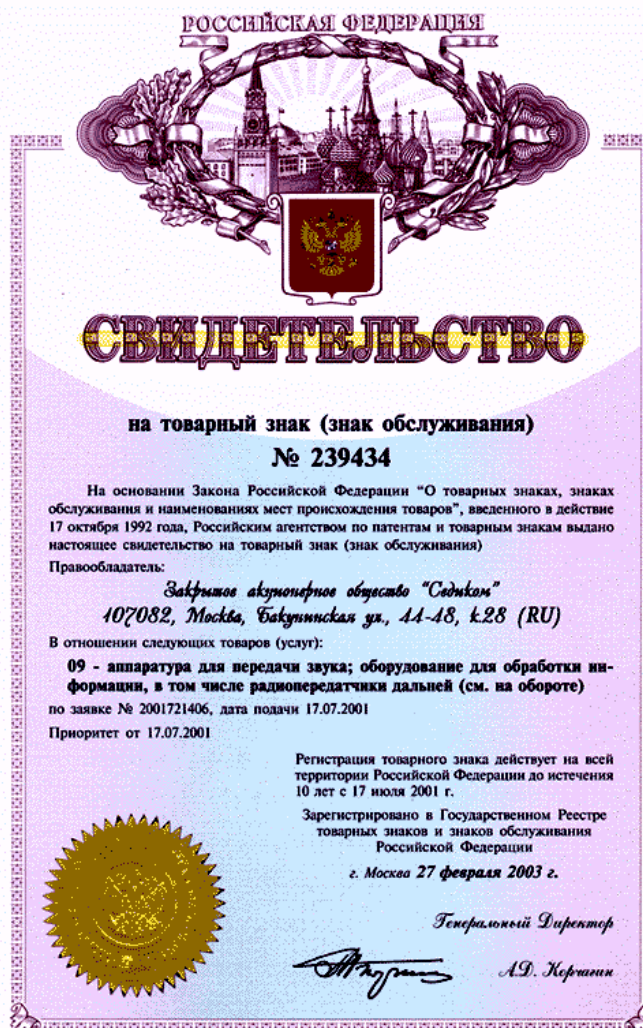 РОССИЙСКАЯ ФЕДЕРАЦИЯ
СВИДЕТЕЛЬСТВО
на товарный знак (знак обслуживания)
№ 239434
На основании Закона Российской Федерации “О товарных знаках, знаках
обслуживания и наименованиях мест происхождения товаров”, введенного в действие
17 октября 1992 года, Российским агентством по патентам и товарным знакам выдано
настоящее свидетельство на товарный знак (знак обслуживания)
Правообладатель:
Закрытое акционерное общество “Седиком”
107082, Москва, Бакунинская ул., 44-48, к.28 (RU)
В отношении следующих товаров (услуг):
09 - аппаратура для передачи звука; оборудование для обработки ин-
формации, в том числе радиопередатчики дальней (см. на обороте)
по заявке № 2001721406, дата подачи 17.07.2001
Приоритет от 17.07.2001
Регистрация товарного знака действует на всей
территории Российской Федерации до истечения
10 лет с 17 июля 2001 г.
Зарегистрировано в Государственном Реестре
товарных знаков и знаков обслуживания
Российской Федерации
г. Москва 27 февраля 2003 г.
Генеральный Директор
А.Д. Корчагин